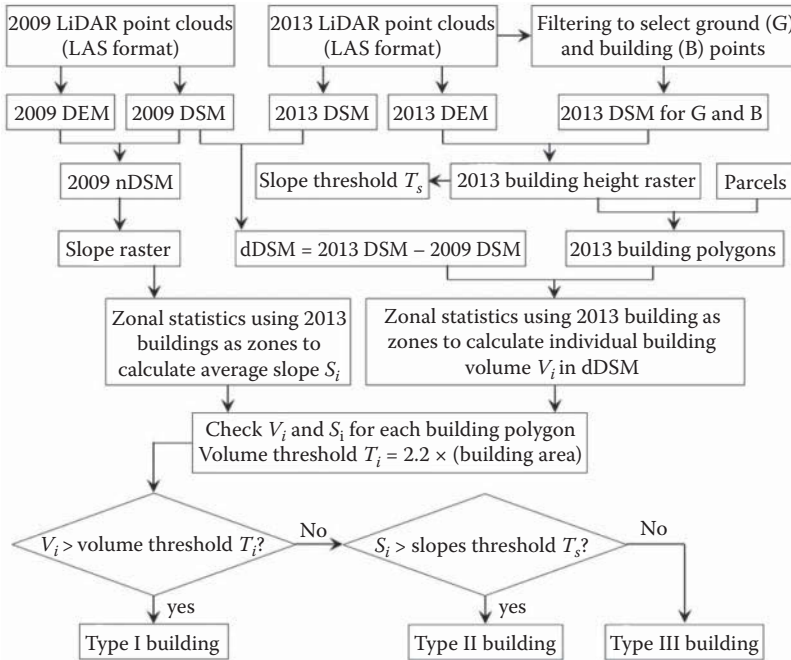 2009 LiDAR point clouds
(LAS format)
2013 LiDAR point clouds
(LAS format)
Filtering to select ground (G)
and building (B) points
2009 DEM
2009 DSM
2013 DSM
2013 DEM
2013 DSM for G and B
2009 nDSM
Slope threshold Ts
2013 building height raster
Parcels
Slope raster
dDSM = 2013 DSM – 2009 DSM
2013 building polygons
Zonal statistics using 2013
buildings as zones to
calculate average slope Si
Zonal statistics using 2013 building as
zones to calculate individual building
volume Vi in dDSM
Check Vi and Si for each building polygon
Volume threshold Ti = 2.2 × (building area)
Vi > volume threshold Ti?
No
Si > slopes threshold Ts?
No
yes
yes
Type I building
Type II building
Type III building